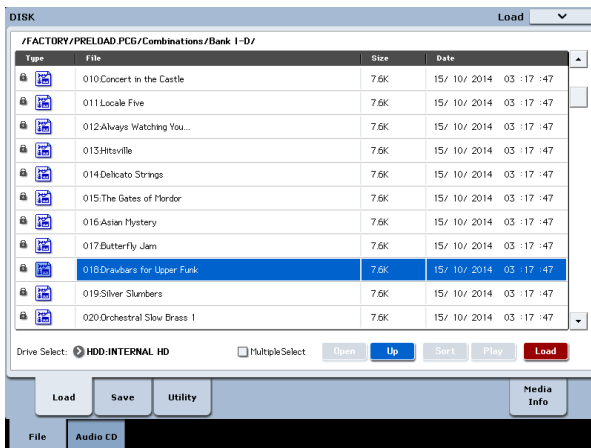 DISK Load
/FACTORY/PRELOAD.PCG/Combinations/Bank I-D/
Type File Size Date
010:Concert in the Castle 7.6K 15/ 10/ 2014 03 :17 :47
011:Locale Five 7.6K 15/ 10/ 2014 03 :17 :47
012:Always Watching You... 7.6K 15/ 10/ 2014 03 :17 :47
013:Hitsville 7.6K 15/ 10/ 2014 03 :17 :47
014:Delicato Strings 7.6K 15/ 10/ 2014 03 :17 :47
015:The Gates of Mordor 7.6K 15/ 10/ 2014 03 :17 :47
016:Asian Mystery 7.6K 15/ 10/ 2014 03 :17 :47
017:Butterfly Jam 7.6K 15/ 10/ 2014 03 :17 :47
018:Drawbars for Upper Funk 7.6K 15/ 10/ 2014 03 :17 :47
019:Silver Slumbers 7.6K 15/ 10/ 2014 03 :17 :47
020:Orchestral Slow Brass 1 7.6K 15/ 10/ 2014 03 :17 :47
Drive Select: HDD:INTERNAL HD MultipleSelect Open Up Sort Play Load
Load Save Utility Media Info
File Audio CD